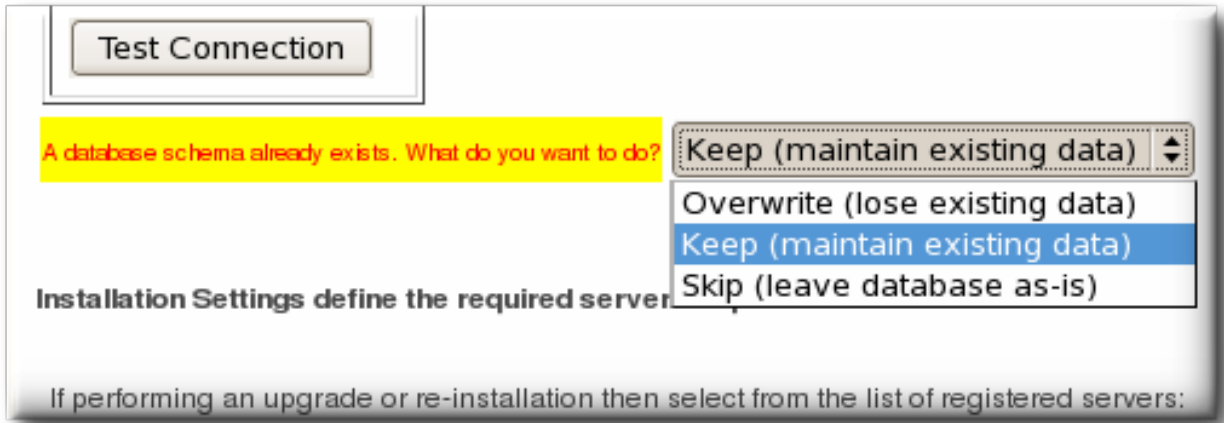 Test Connection
A database schema already exists. What do you want to do?
Keep (maintain existing data)
Overwrite (lose existing data)
Keep (maintain existing data)
Skip (leave database as-is)
Installation Settings define the required server
If performing an upgrade or re-installation then select from the list of registered servers: